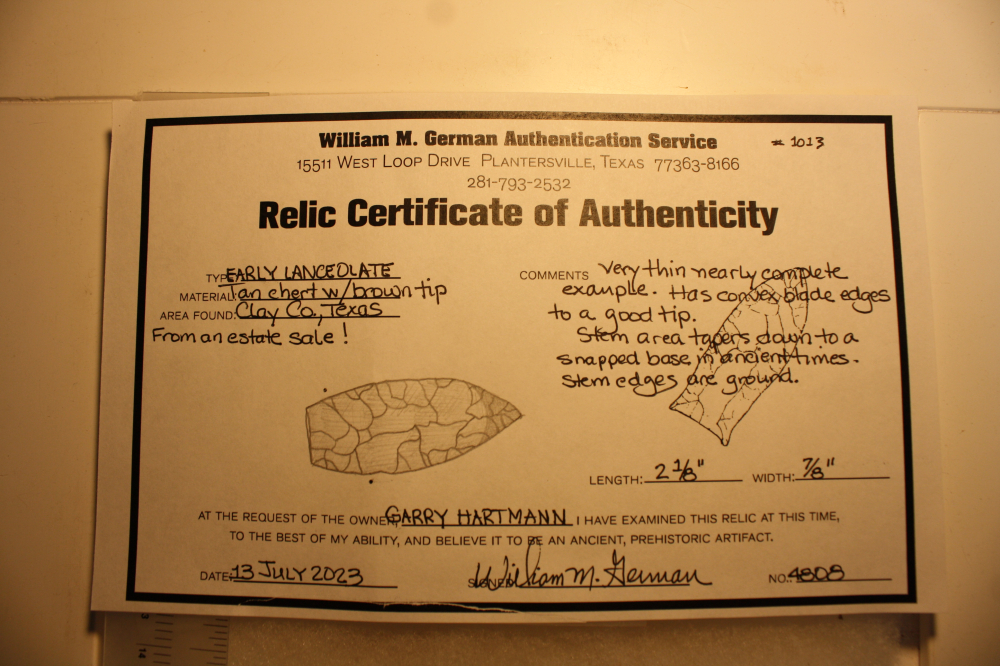 William M. German Authentication Service
# 1013
15511 West Loop Drive Plantersville, Texas 77363-8166
281-793-2532
Relic Certificate of Authenticity
TYPE EARLY LANCEOLATE
MATERIAL: Tan chert w/brown tip
AREA FOUND: Clay Co., Texas
From an estate sale!
COMMENTS Very thin nearly complete
example. Has convex blade edges
to a good tip.
Stem area tapers down to a
snapped base in ancient times.
Stem edges are ground.
LENGTH: 2 1/8" WIDTH: 7/8"
AT THE REQUEST OF THE OWNER GARRY HARTMANN I HAVE EXAMINED THIS RELIC AT THIS TIME,
TO THE BEST OF MY ABILITY, AND BELIEVE IT TO BE AN ANCIENT, PREHISTORIC ARTIFACT.
DATE: 13 JULY 2023 SIGNED William M. German NO. 4808
14